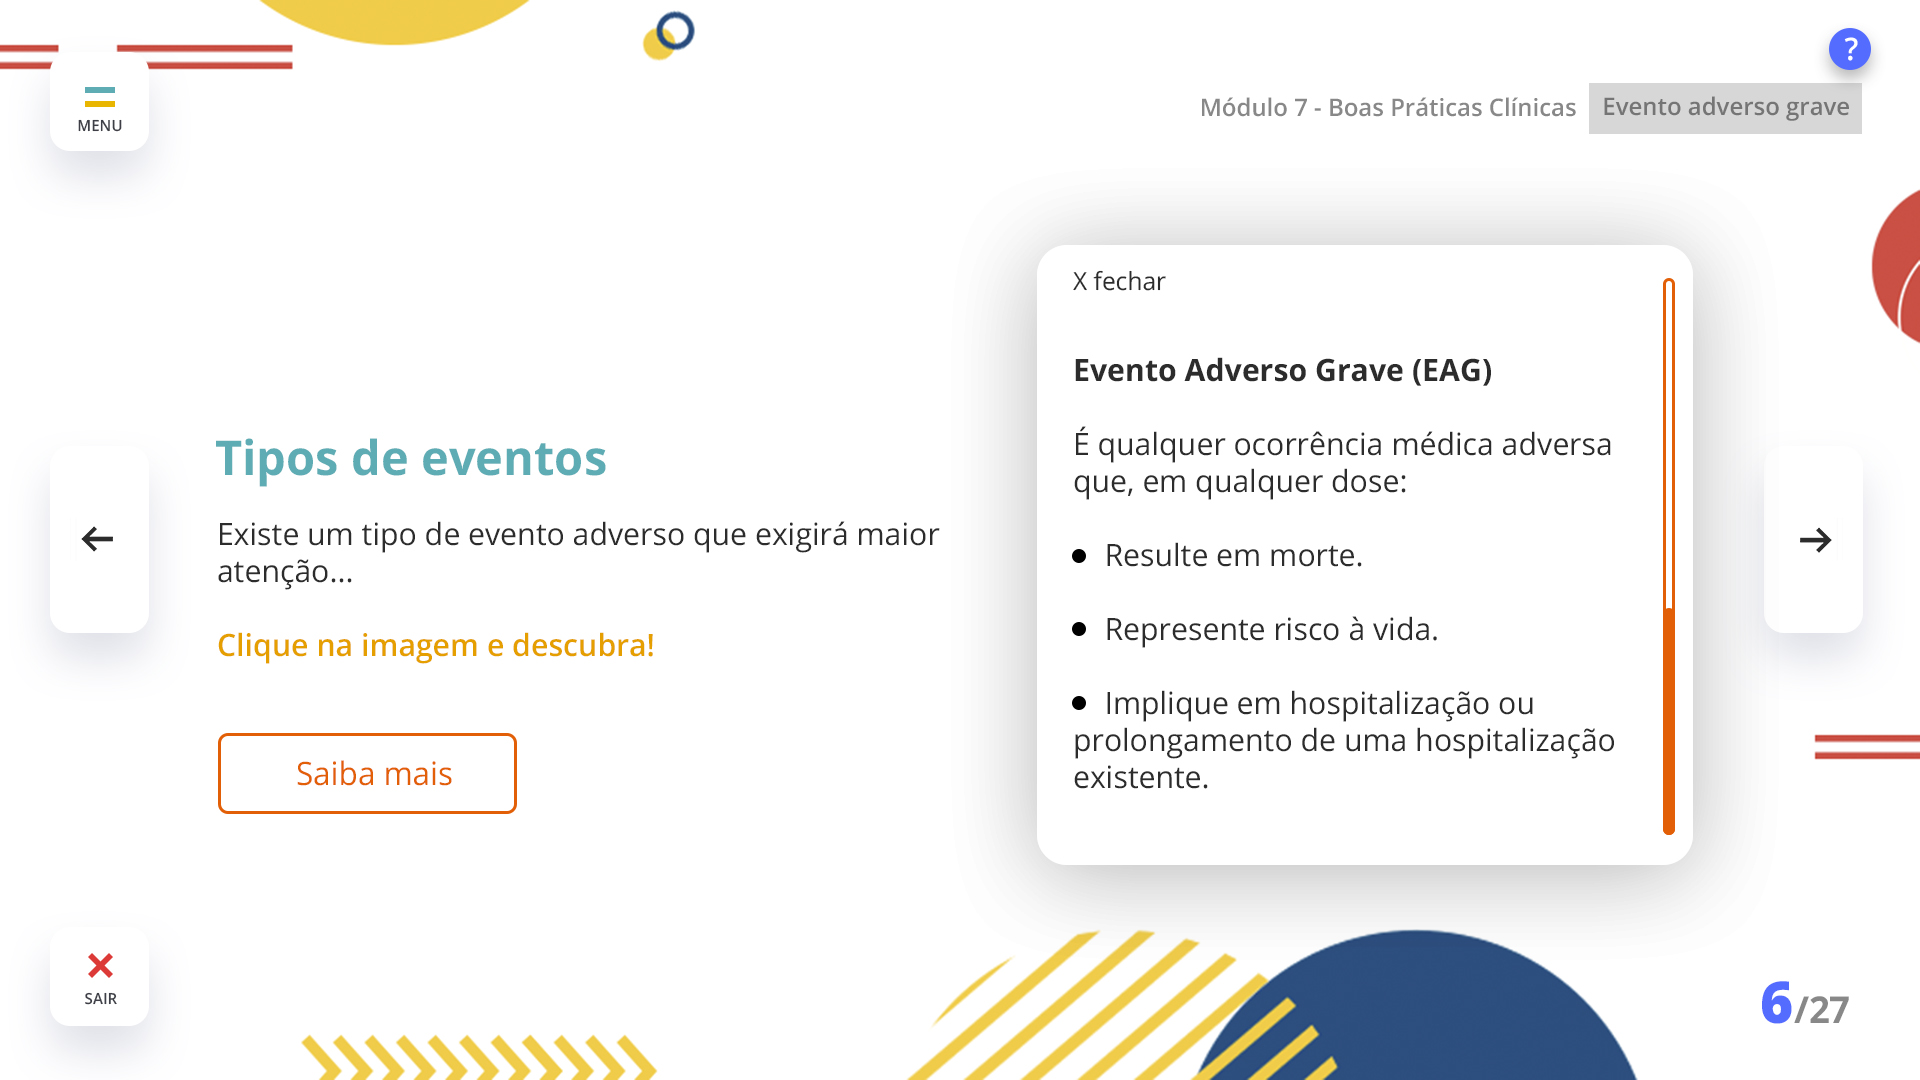 MENU
?
Módulo 7 - Boas Práticas Clínicas
Evento adverso grave
Tipos de eventos
Existe um tipo de evento adverso que exigirá maior
atenção...
Clique na imagem e descubra!
Saiba mais
X fechar
Evento Adverso Grave (EAG)
É qualquer ocorrência médica adversa
que, em qualquer dose:
● Resulte em morte.
● Represente risco à vida.
● Implique em hospitalização ou
prolongamento de uma hospitalização
existente.
SAIR
6/27